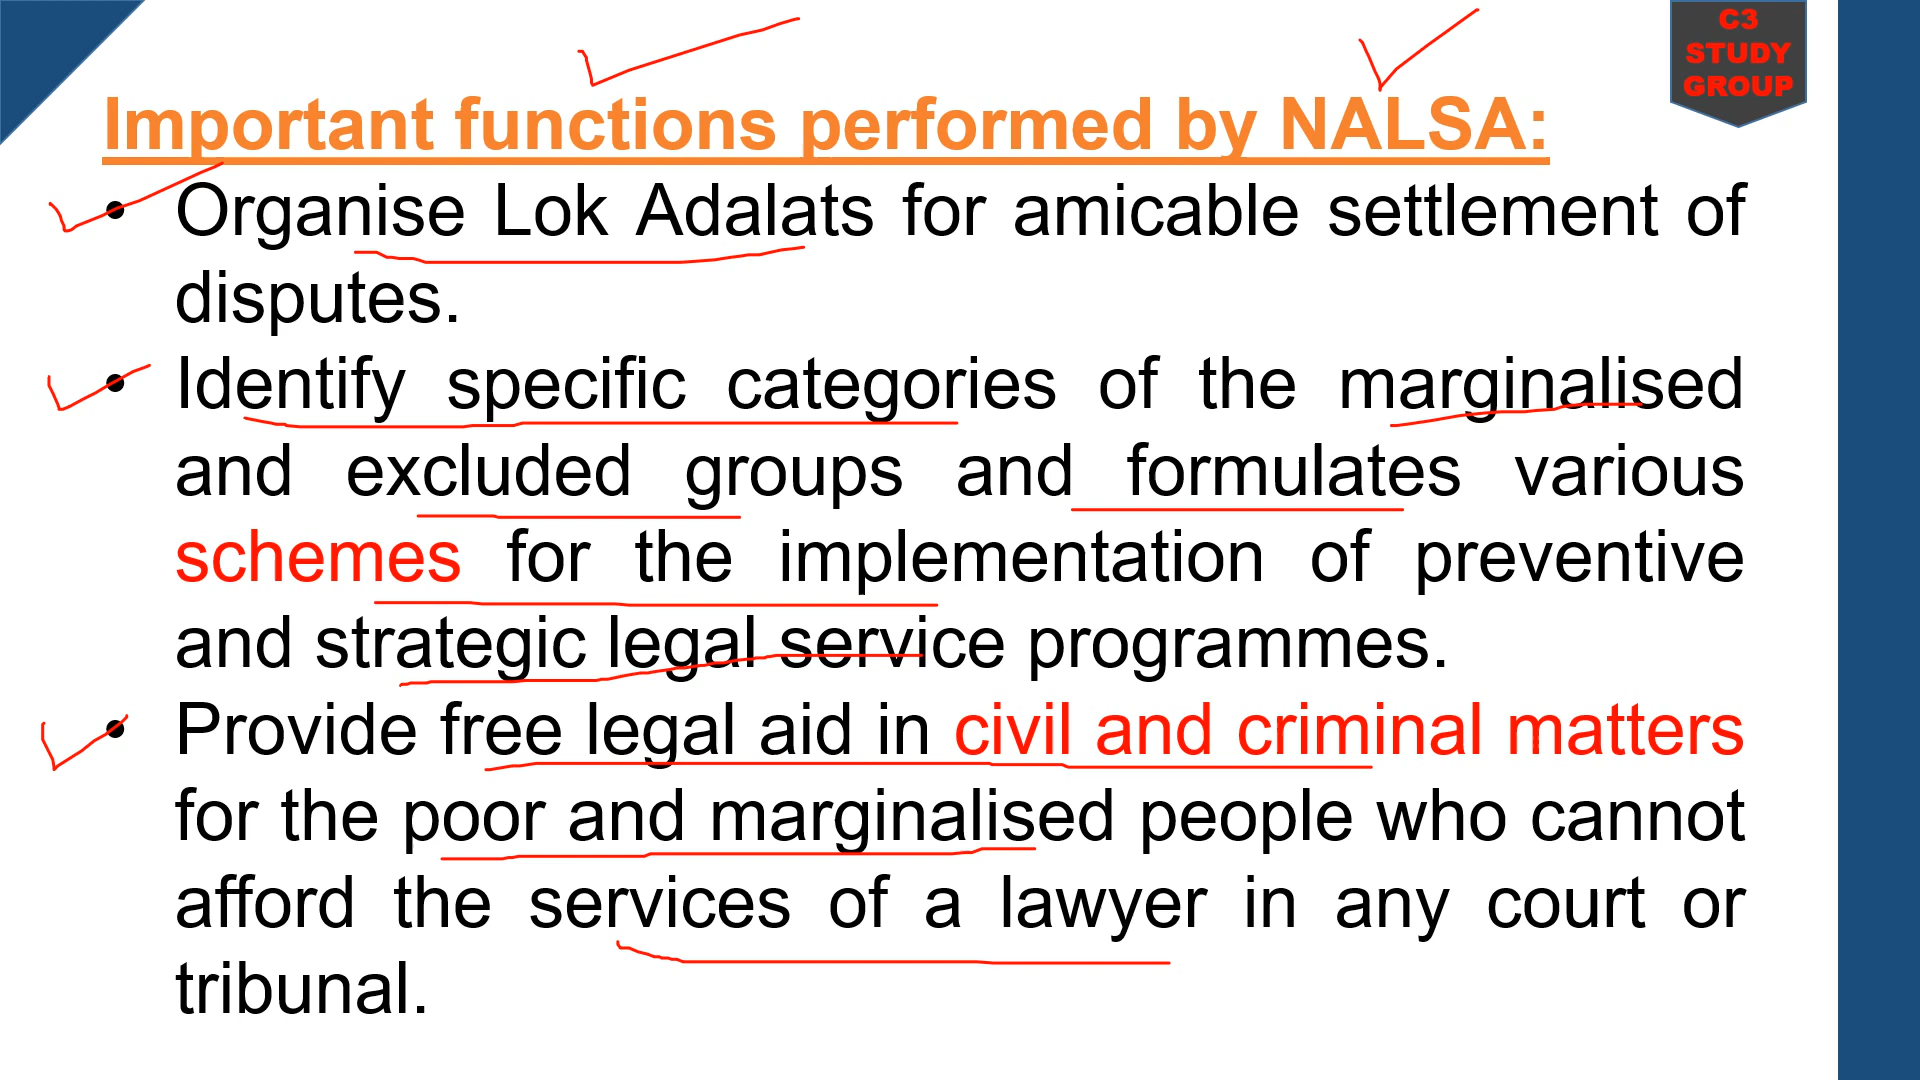 C3
STUDY
GROUP
Important functions performed by NALSA:
• Organise Lok Adalats for amicable settlement of
disputes.
• Identify specific categories of the marginalised
and excluded groups and formulates various
schemes for the implementation of preventive
and strategic legal service programmes.
• Provide free legal aid in civil and criminal matters
for the poor and marginalised people who cannot
afford the services of a lawyer in any court or
tribunal.